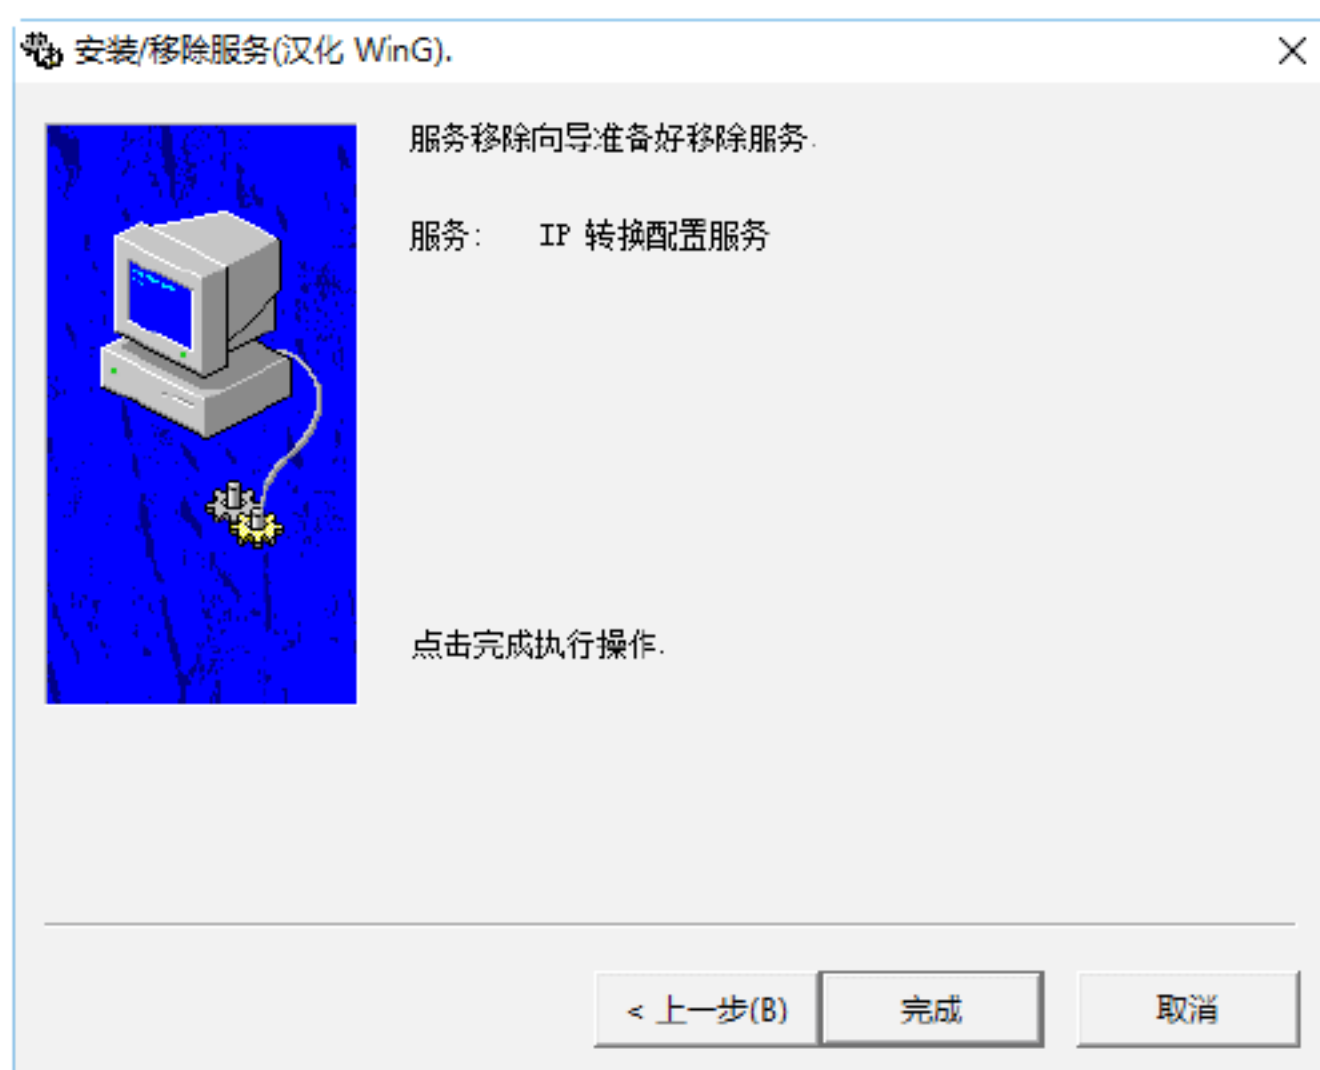 安装/移除服务(汉化 WinG).
服务移除向导准备好移除服务.
服务: IP 转换配置服务
点击完成执行操作.
< 上一步(B)
完成
取消